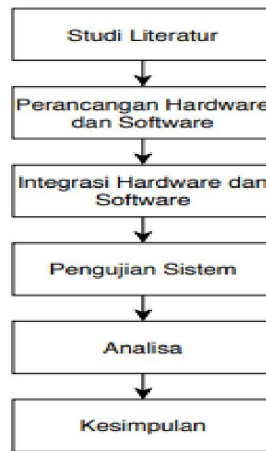 Studi Literatur
Perancangan Hardware
dan Software
Integrasi Hardware dan
Software
Pengujian Sistem
Analisa
Kesimpulan